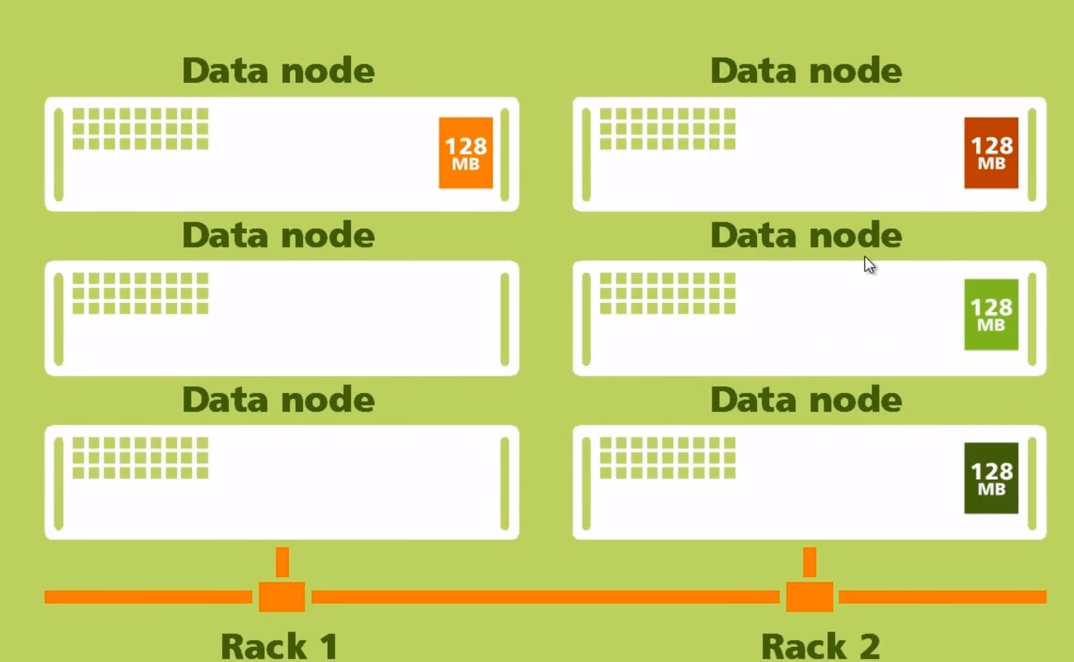 Data node
Data node
128
MB
128
MB
Data node
Data node
128
MB
Data node
Data node
128
MB
Rack 1
Rack 2